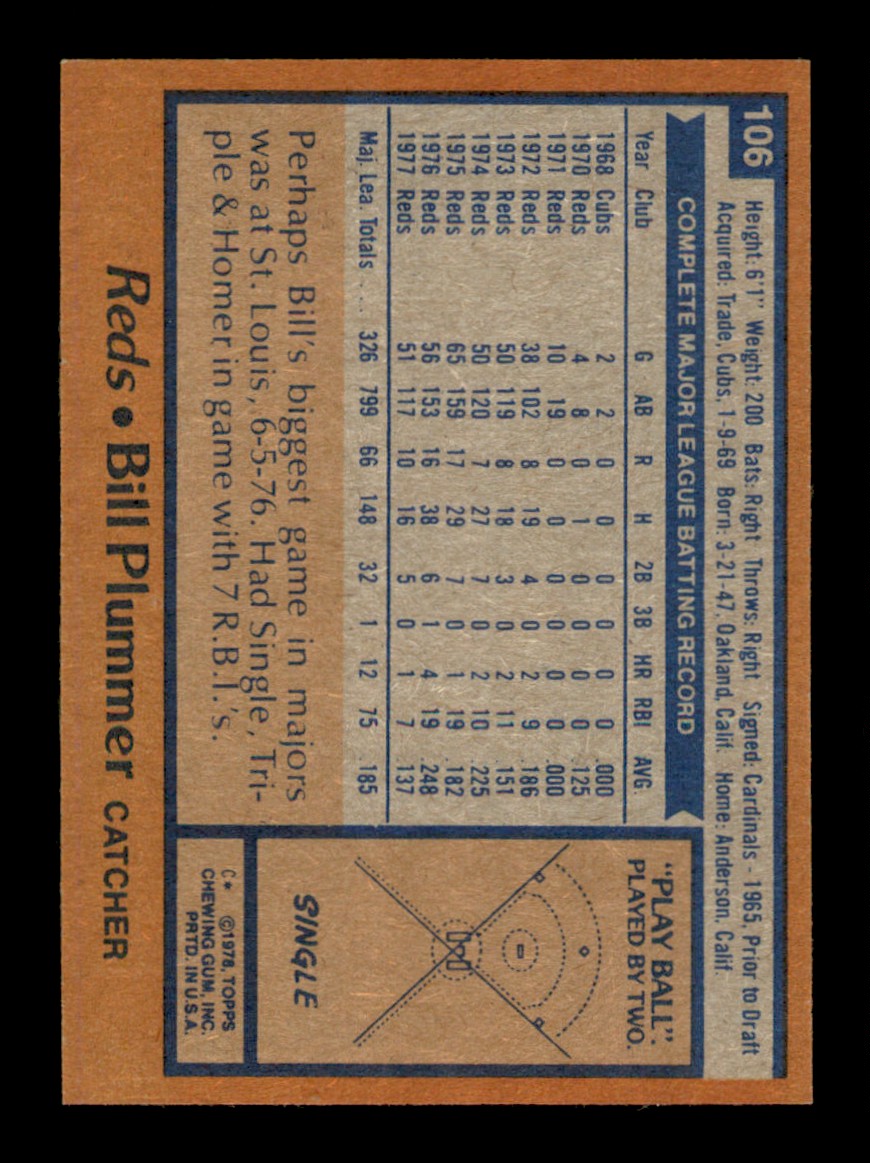 106
Height: 6'1" Weight: 200 Bats: Right Throws: Right Signed: Cardinals - 1965, Prior to Draft
Acquired: Trade, Cubs, 1-9-69 Born: 3-21-47, Oakland, Calif. Home: Anderson, Calif.
COMPLETE MAJOR LEAGUE BATTING RECORD
Year Club G AB R H 2B 3B HR RBI AVG.
1968 Cubs 2 2 0 0 0 0 0 0 .000
1970 Reds 4 8 0 1 0 0 0 0 .125
1971 Reds 10 19 0 0 0 0 0 0 .000
1972 Reds 38 102 8 19 4 0 2 9 .186
1973 Reds 50 119 8 18 3 0 2 11 .151
1974 Reds 50 120 7 27 7 0 2 10 .225
1975 Reds 65 159 17 29 7 0 1 19 .182
1976 Reds 56 153 16 38 6 1 4 19 .248
1977 Reds 51 117 10 16 5 0 1 7 .137
Maj. Lea. Totals .... 326 799 66 148 32 1 12 75 .185
Perhaps Bill's biggest game in majors
was at St. Louis, 6-5-76. Had Single, Tri-
ple & Homer in game with 7 R.B.I.'s.
"PLAY BALL".
PLAYED BY TWO.
SINGLE
C* ©1978, TOPPS
CHEWING GUM, INC.
PRTD. IN U.S.A.
Reds • Bill Plummer CATCHER